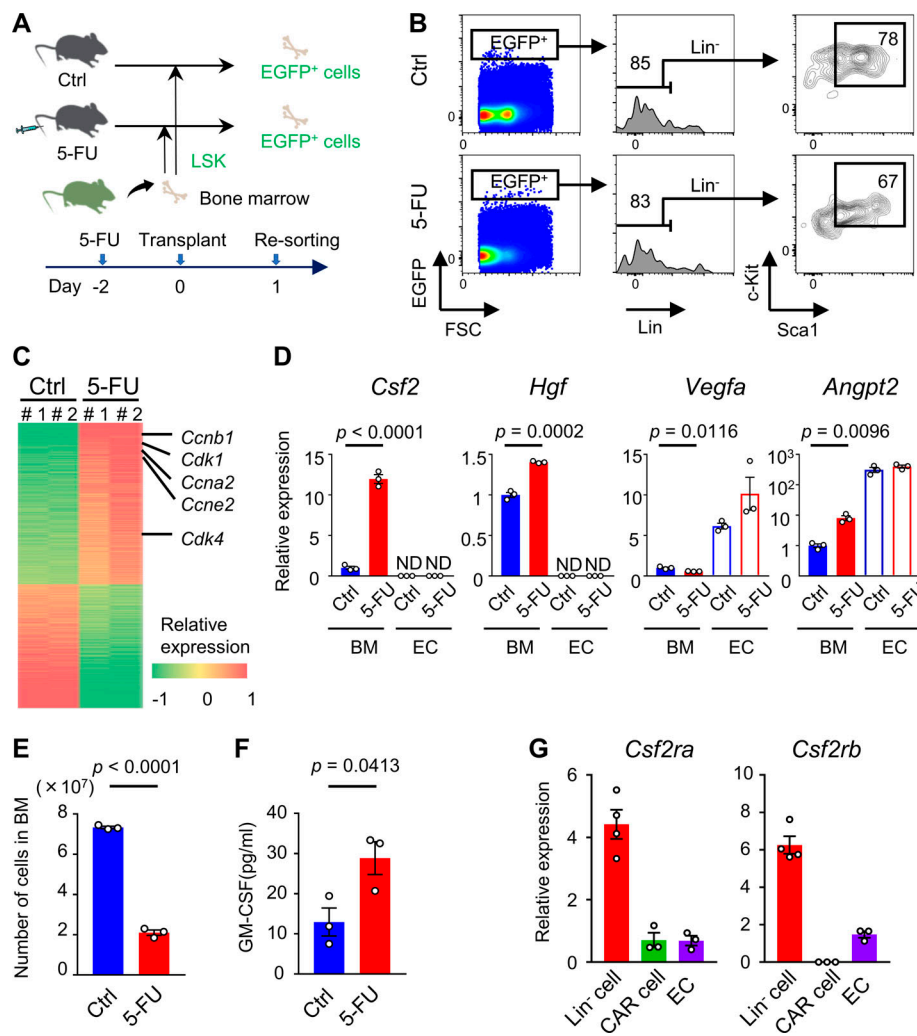 A
Ctrl
EGFP⁺ cells
5-FU
EGFP⁺ cells
LSK
Bone marrow
5-FU Transplant Re-sorting
Day -2 0 1
B
Ctrl
EGFP⁺
85
Lin⁻
78
0
0
0
0
0
5-FU
EGFP⁺
83
Lin⁻
67
0
0
0
0
0
EGFP
FSC
Lin
c-Kit
Sca1
C
Ctrl 5-FU
# 1 # 2 # 1 # 2
Ccnb1
Cdk1
Ccna2
Ccne2
Cdk4
Relative
expression
-1 0 1
D
Relative expression
Csf2
p < 0.0001
15
10
5
0
ND ND
Ctrl 5-FU Ctrl 5-FU
BM EC
Hgf
p = 0.0002
1.5
1.0
0.5
0
ND ND
Ctrl 5-FU Ctrl 5-FU
BM EC
Vegfa
p = 0.0116
15
10
5
0
Ctrl 5-FU Ctrl 5-FU
BM EC
Angpt2
p = 0.0096
10³
10²
10
1
Ctrl 5-FU Ctrl 5-FU
BM EC
E
p < 0.0001
(×10⁷)
Number of cells in BM
8
6
4
2
0
Ctrl 5-FU
F
p = 0.0413
GM-CSF(pg/ml)
40
30
20
10
0
Ctrl 5-FU
G
Relative expression
Csf2ra
6
4
2
0
Lin⁻ cell CAR cell EC
Csf2rb
10
8
6
4
2
0
Lin⁻ cell CAR cell EC